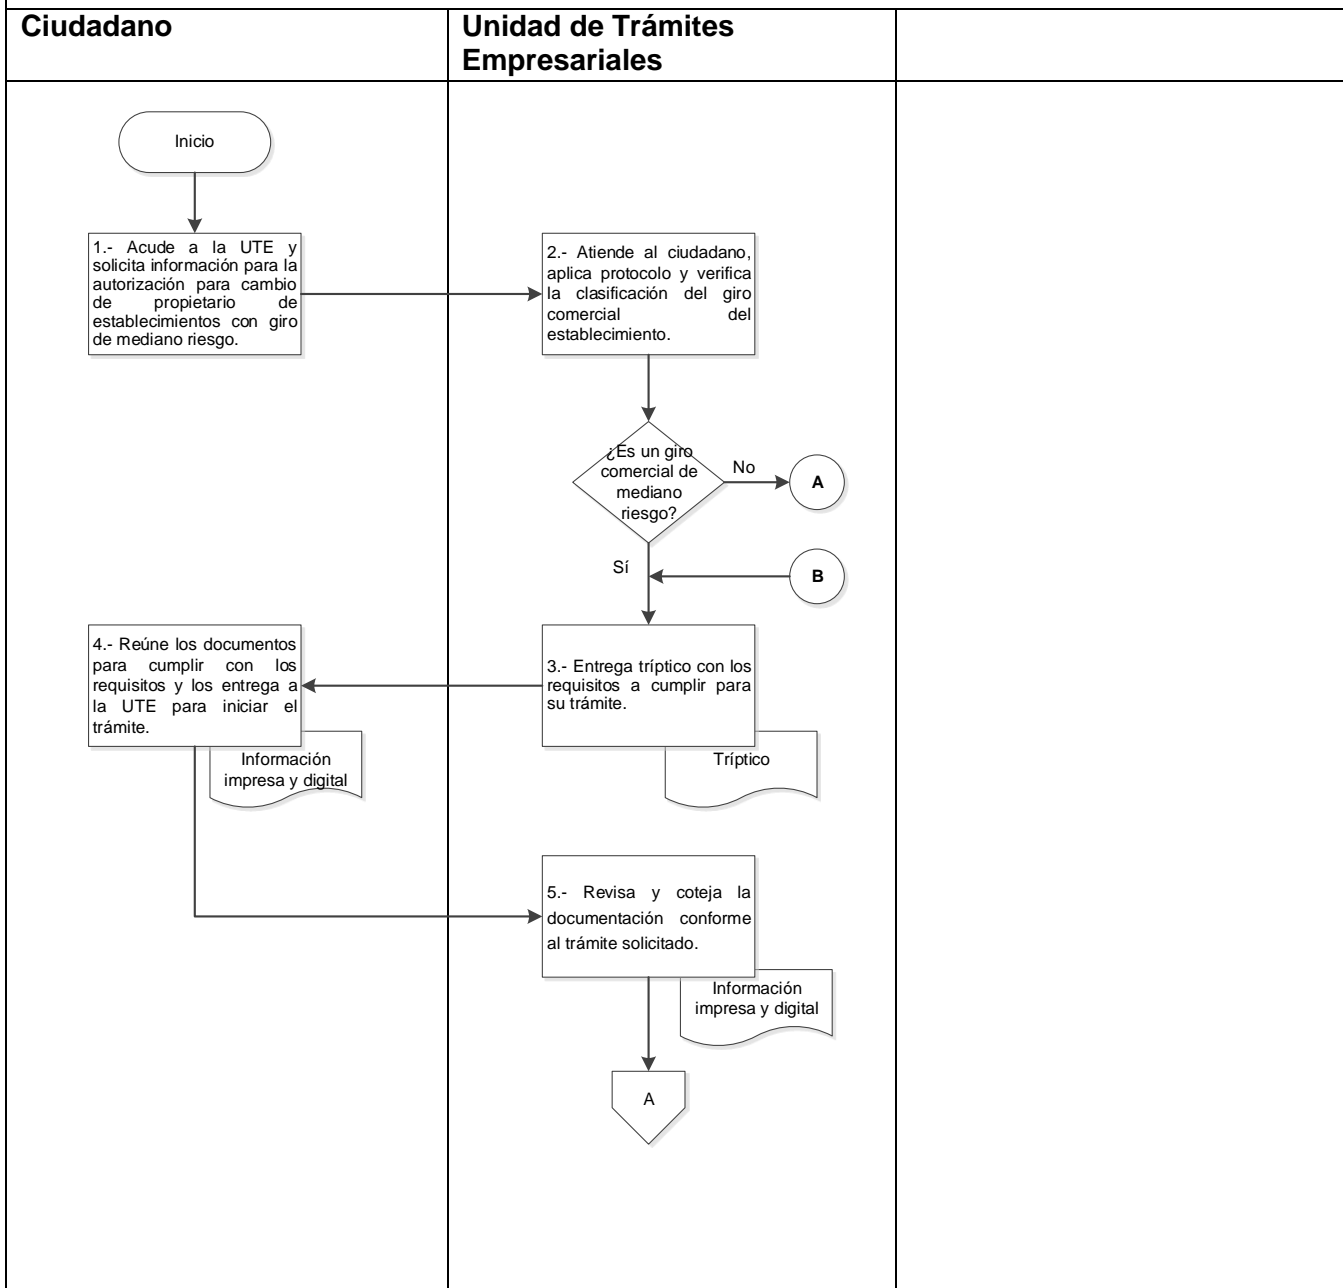 Ciudadano
Unidad de Trámites
Empresariales
Inicio
1.- Acude a la UTE y
solicita información para la
autorización para cambio
de propietario de
establecimientos con giro
de mediano riesgo.
2.- Atiende al ciudadano,
aplica protocolo y verifica
la clasificación del giro
comercial del
establecimiento.
¿Es un giro
comercial de
mediano
riesgo?
No
A
Sí
B
3.- Entrega tríptico con los
requisitos a cumplir para
su trámite.
Tríptico
4.- Reúne los documentos
para cumplir con los
requisitos y los entrega a
la UTE para iniciar el
trámite.
Información
impresa y digital
5.- Revisa y coteja la
documentación conforme
al trámite solicitado.
Información
impresa y digital
A